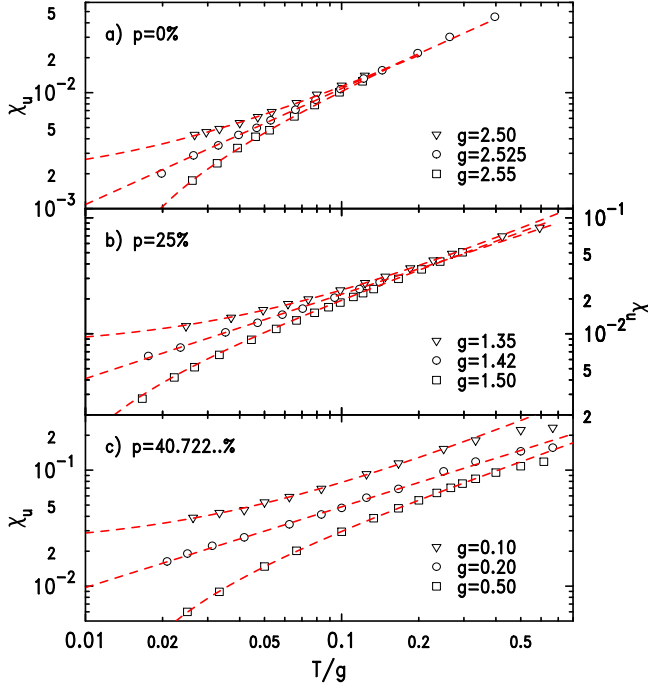 5
a) p=0%
2
χu
10⁻²
5
g=2.50
g=2.525
2
g=2.55
10⁻³
10⁻¹
b) p=25%
5
χu
2
10⁻²
g=1.35
5
g=1.42
g=1.50
2
c) p=40.722..%
2
10⁻¹
χu
5
g=0.10
2
g=0.20
10⁻²
g=0.50
5
0.01 0.02 0.05 0.1 0.2 0.5
T/g